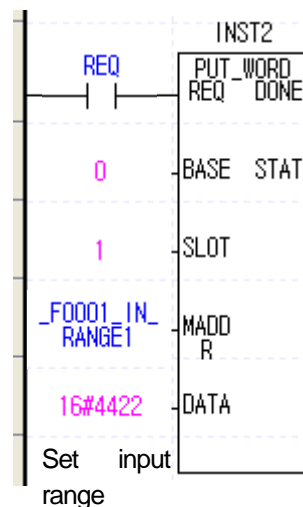 INST2
REQ PUT_WORD
REQ DONE
0 BASE STAT
1 SLOT
_F0001_IN_
RANGE1 MADD
R
16#4422 DATA
Set input
range